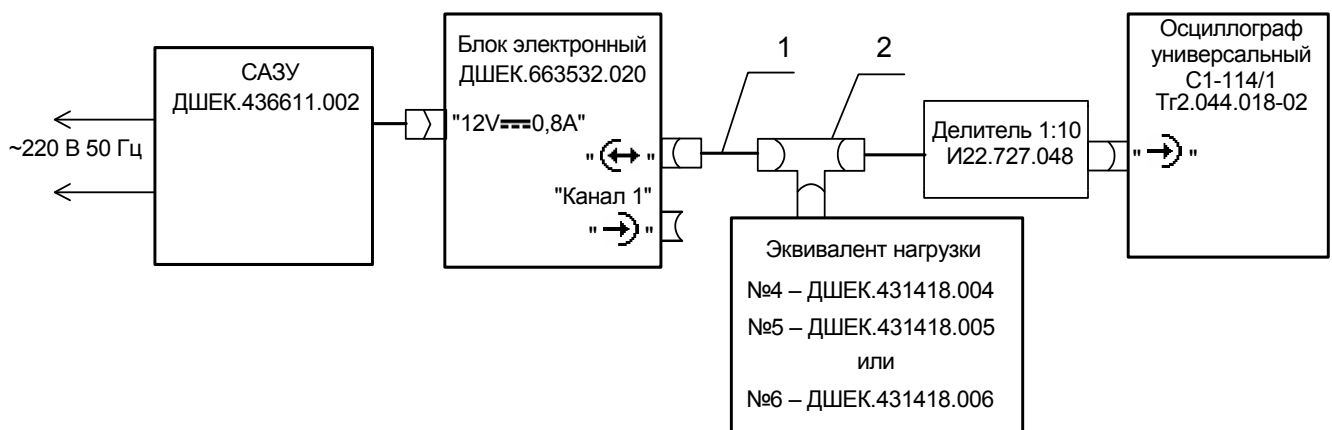 ~220 В 50 Гц
САЗУ
ДШЕК.436611.002
Блок электронный
ДШЕК.663532.020
"12V 0,8А"
" "
"Канал 1"
" "
1
2
Делитель 1:10
И22.727.048
Осциллограф
универсальный
С1-114/1
Тг2.044.018-02
" "
Эквивалент нагрузки
№4 – ДШЕК.431418.004
№5 – ДШЕК.431418.005
или
№6 – ДШЕК.431418.006